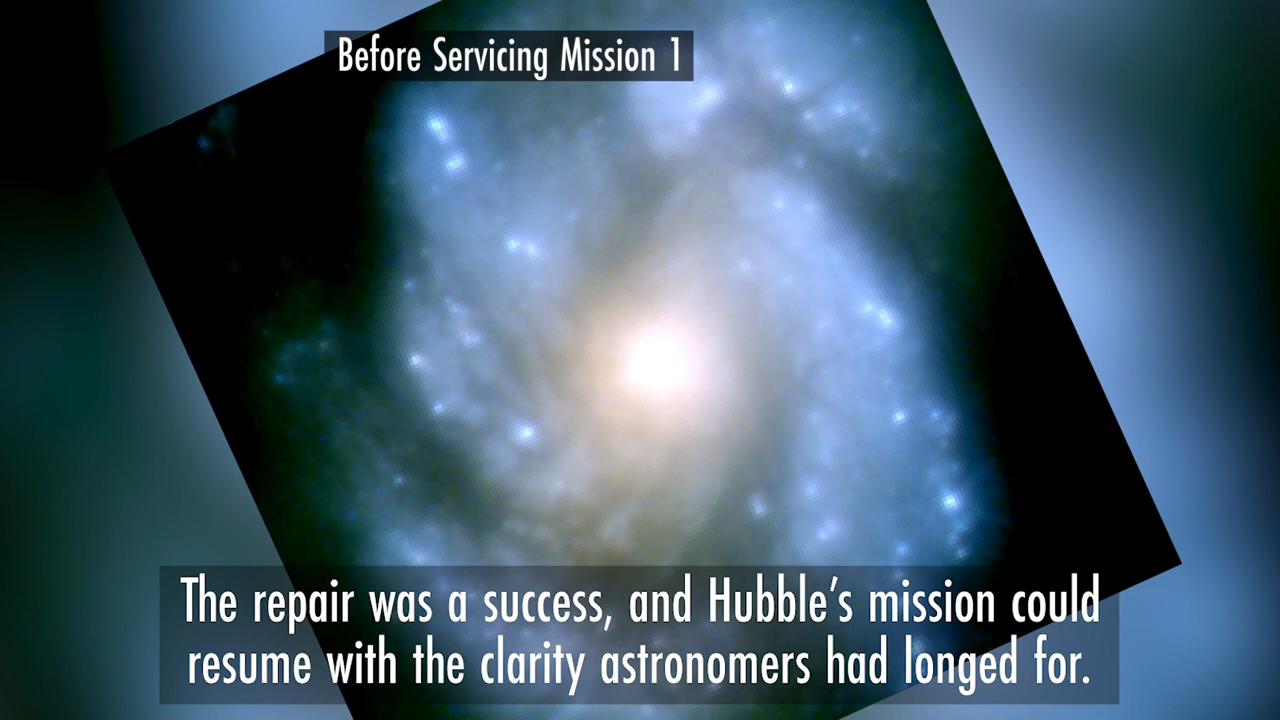 Before Servicing Mission 1
The repair was a success, and Hubble’s mission could
resume with the clarity astronomers had longed for.